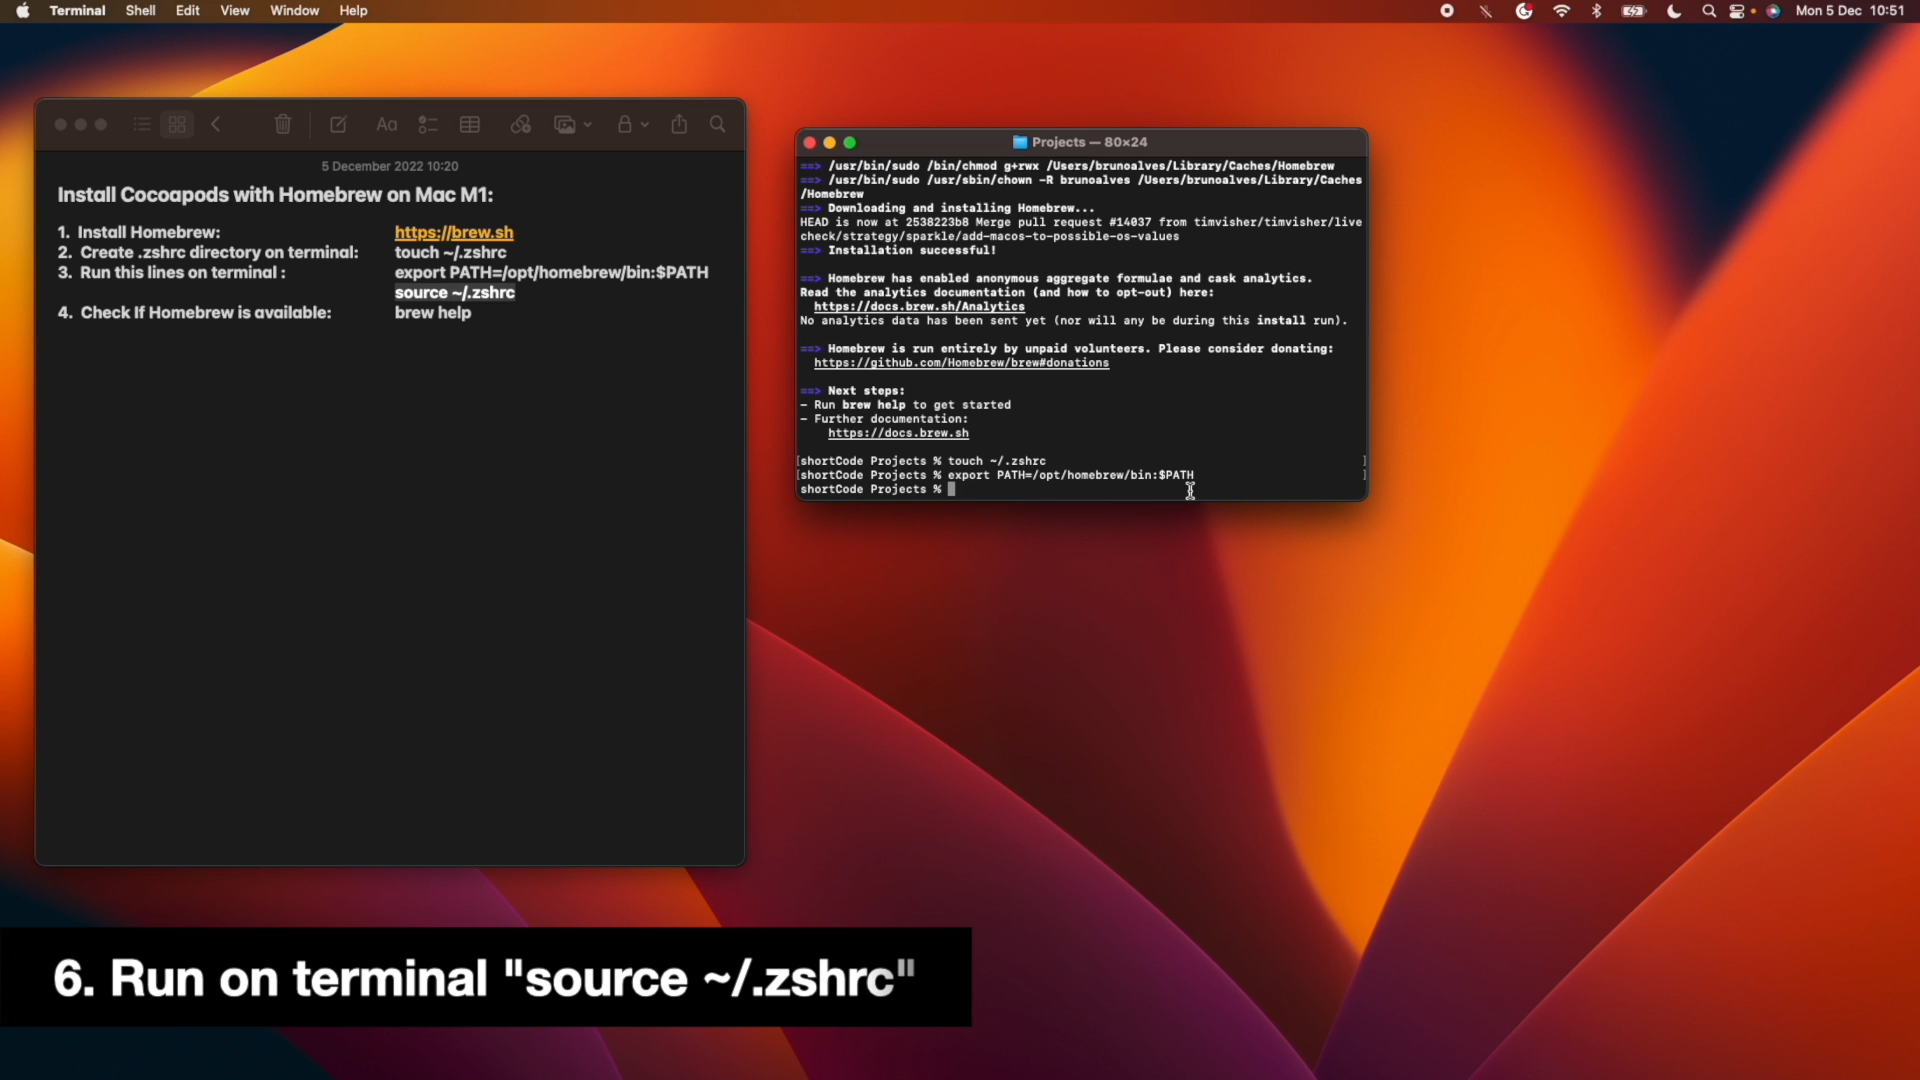 Terminal Shell Edit View Window Help
Mon 5 Dec 10:51
5 December 2022 10:20
Install Cocoapods with Homebrew on Mac M1:
1. Install Homebrew: https://brew.sh
2. Create .zshrc directory on terminal: touch ~/.zshrc
3. Run this lines on terminal : export PATH=/opt/homebrew/bin:$PATH
source ~/.zshrc
4. Check If Homebrew is available: brew help
Projects — 80×24
==> /usr/bin/sudo /bin/chmod g+rwx /Users/brunoalves/Library/Caches/Homebrew
==> /usr/bin/sudo /usr/sbin/chown -R brunoalves /Users/brunoalves/Library/Caches
/Homebrew
==> Downloading and installing Homebrew...
HEAD is now at 2538223b8 Merge pull request #14037 from timvisher/timvisher/live
check/strategy/sparkle/add-macos-to-possible-os-values
==> Installation successful!
==> Homebrew has enabled anonymous aggregate formulae and cask analytics.
Read the analytics documentation (and how to opt-out) here:
https://docs.brew.sh/Analytics
No analytics data has been sent yet (nor will any be during this install run).
==> Homebrew is run entirely by unpaid volunteers. Please consider donating:
https://github.com/Homebrew/brew#donations
==> Next steps:
- Run brew help to get started
- Further documentation:
https://docs.brew.sh
[shortCode Projects % touch ~/.zshrc ]
[shortCode Projects % export PATH=/opt/homebrew/bin:$PATH ]
shortCode Projects %
6. Run on terminal "source ~/.zshrc"